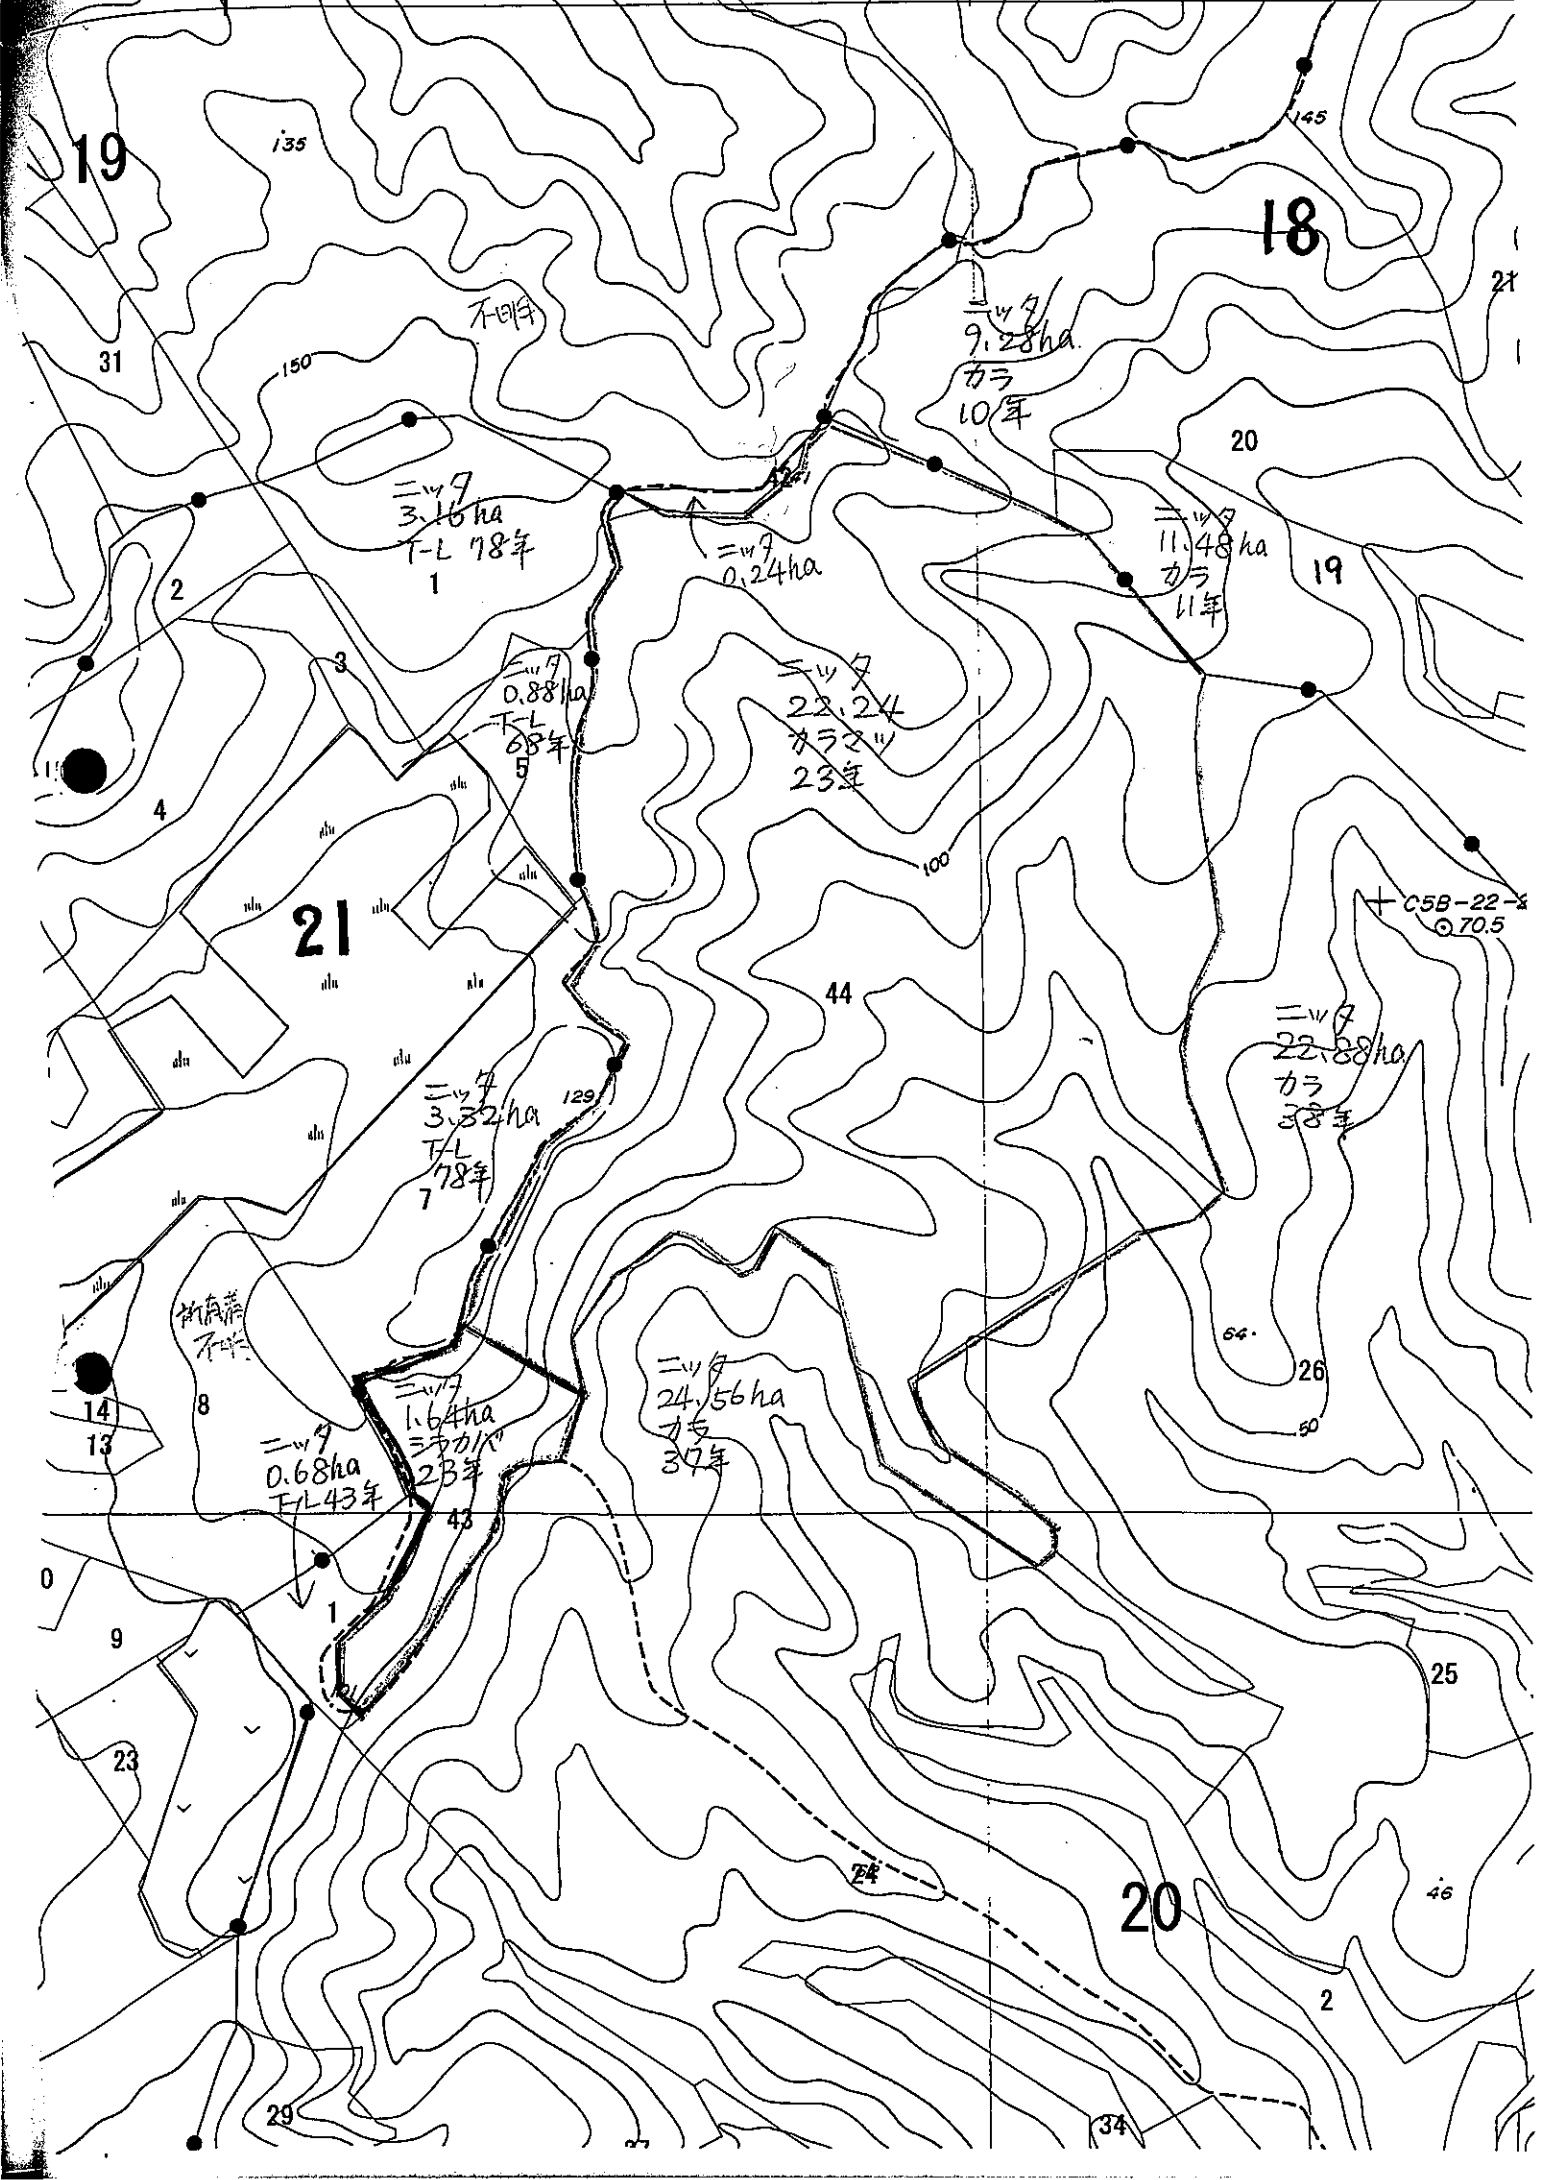 19
135
145
18
21
不明
ニッタ
9.28ha
カラ
10年
31
150
20
ニッタ
3.16ha
T-L 78年
1
42-1
ニッタ
0.24ha
ニッタ
11.48ha
カラ
11年
19
2
3
ニッタ
0.88ha
T-L
68年
5
ニッタ
22.24
カラマツ
23年
4
100
21
C5B-22-
70.5
44
ニッタ
22.88ha
カラ
38年
129
ニッタ
3.32ha
T-L
78年
7
64
26
所有者
不明
8
14
13
ニッタ
1.64ha
シラカバ
23年
ニッタ
24.56ha
カラ
37年
50
ニッタ
0.68ha
T-L 43年
43
0
1
9
25
23
20
46
2
29
34